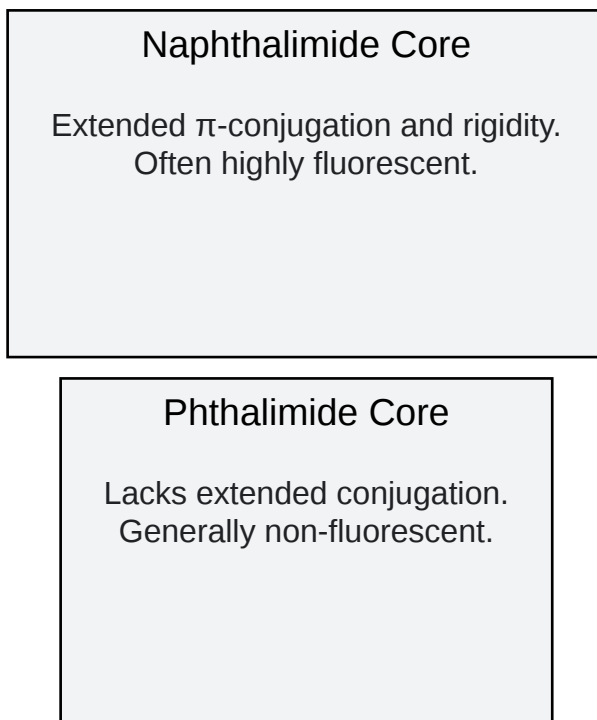 Naphthalimide Core
Extended π-conjugation and rigidity.
Often highly fluorescent.
Phthalimide Core
Lacks extended conjugation.
Generally non-fluorescent.